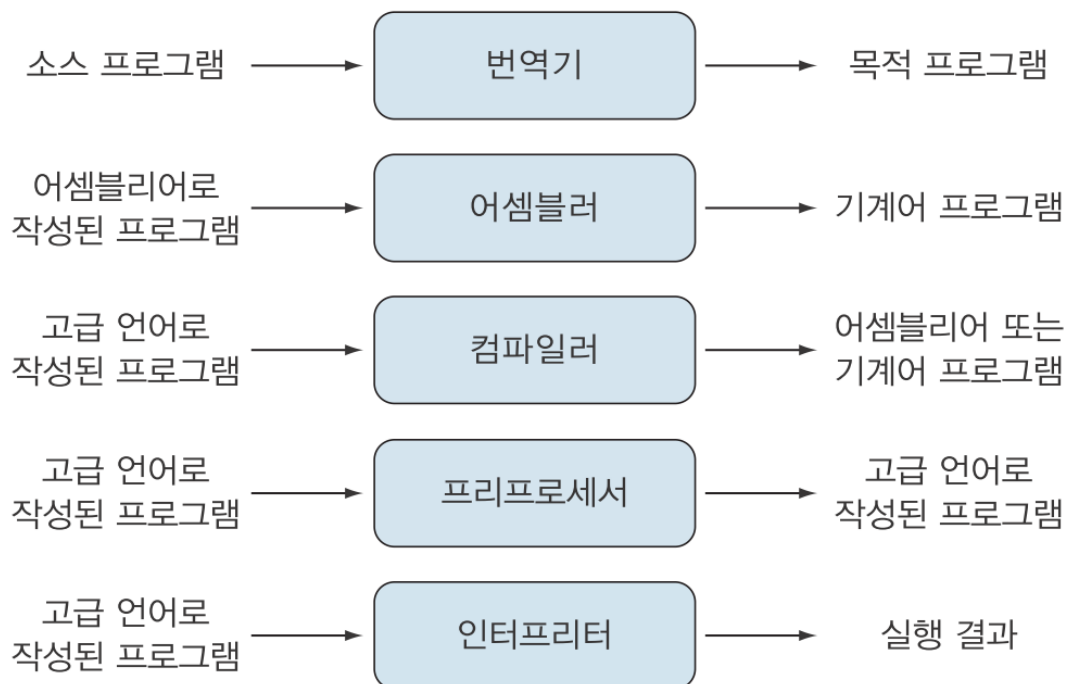 소스 프로그램
번역기
목적 프로그램
어셈블리어로
작성된 프로그램
어셈블러
기계어 프로그램
고급 언어로
작성된 프로그램
컴파일러
어셈블리어 또는
기계어 프로그램
고급 언어로
작성된 프로그램
프리프로세서
고급 언어로
작성된 프로그램
고급 언어로
작성된 프로그램
인터프리터
실행 결과